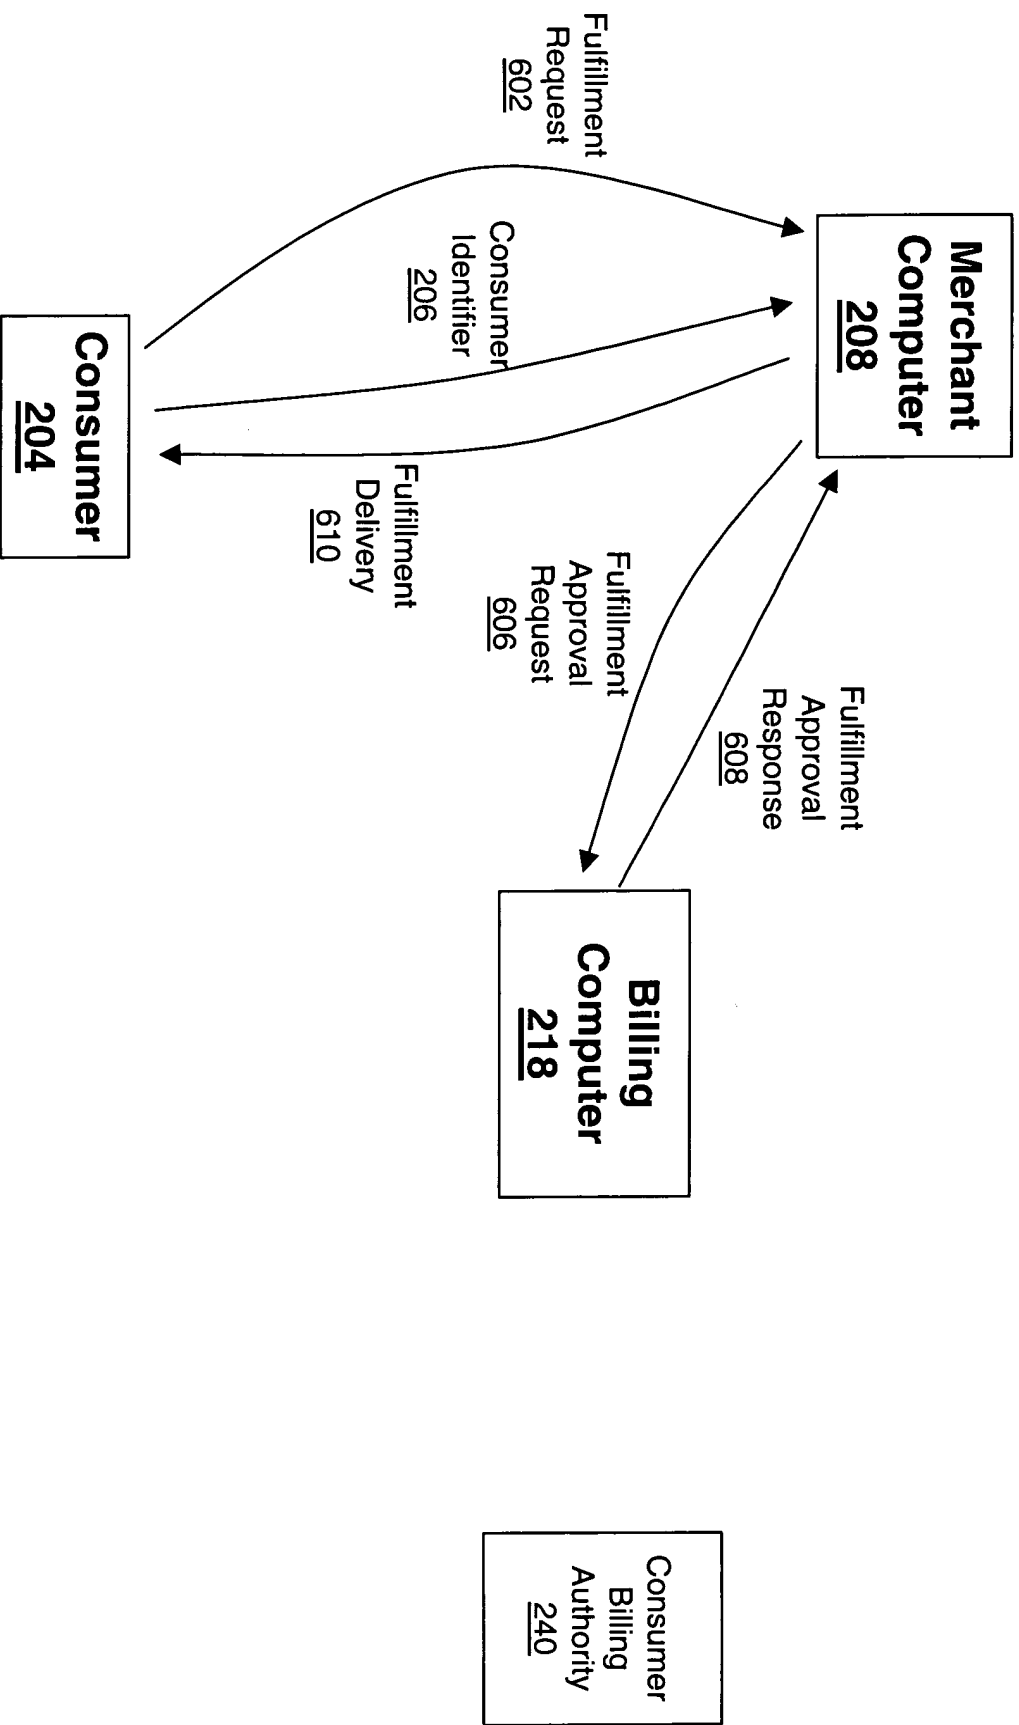 Merchant
Computer
208
Fulfillment
Request
602
Consumer
Identifier
206
Fulfillment
Delivery
610
Consumer
204
Fulfillment
Approval
Response
608
Fulfillment
Approval
Request
606
Billing
Computer
218
Consumer
Billing
Authority
240